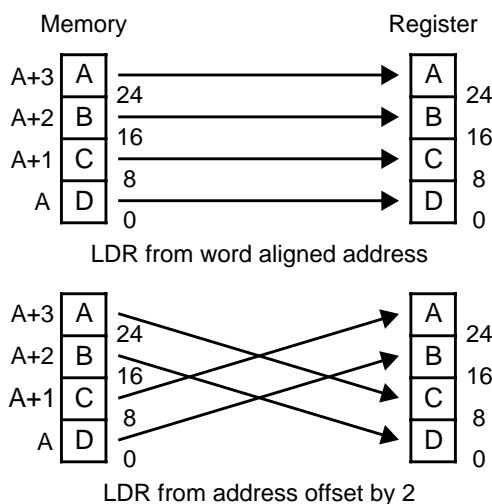 Memory Register
A+3 A A
24 24
A+2 B B
16 16
A+1 C C
8 8
A D D
0 0
LDR from word aligned address
A+3 A A
24 24
A+2 B B
16 16
A+1 C C
8 8
A D D
0 0
LDR from address offset by 2